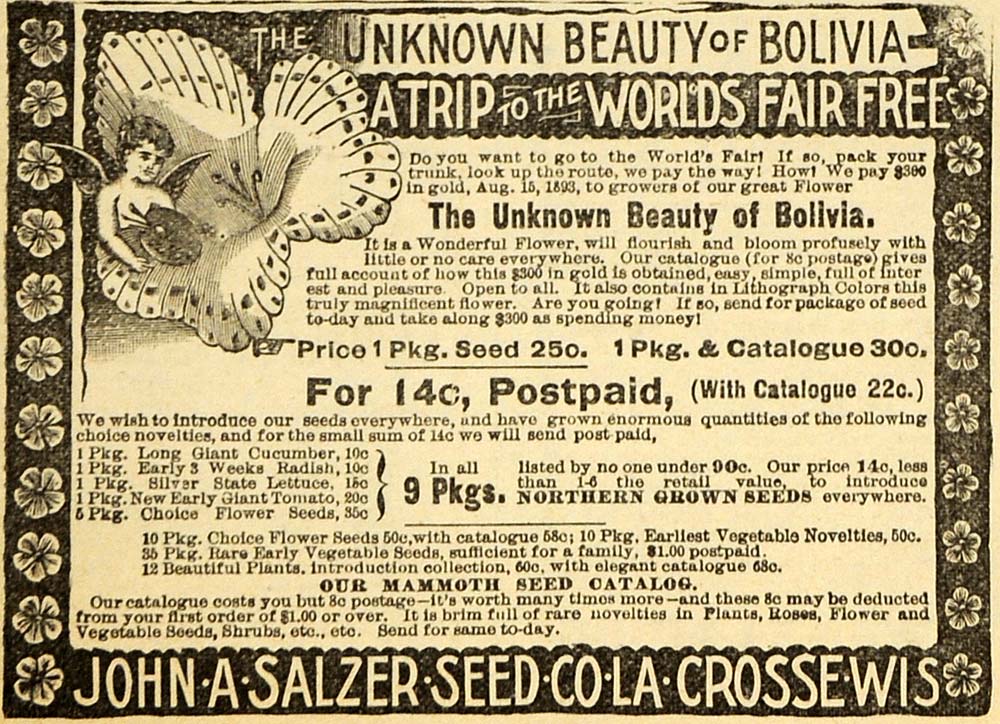 THE UNKNOWN BEAUTY OF BOLIVIA
A TRIP TO THE WORLDS FAIR FREE
Do you want to go to the World's Fair? If so, pack your
trunk, look up the route, we pay the way! How? We pay $300
in gold, Aug. 15, 1893, to growers of our great Flower
The Unknown Beauty of Bolivia.
It is a Wonderful Flower, will flourish and bloom profusely with
little or no care everywhere. Our catalogue (for 8c postage) gives
full account of how this $300 in gold is obtained, easy, simple, full of inter
est and pleasure. Open to all. It also contains in Lithograph Colors this
truly magnificent flower. Are you going? If so, send for package of seed
to-day and take along $300 as spending money!
Price 1 Pkg. Seed 25c. 1 Pkg. & Catalogue 30c.
For 14c, Postpaid, (With Catalogue 22c.)
We wish to introduce our seeds everywhere, and have grown enormous quantities of the following
choice novelties, and for the small sum of 14c we will send post-paid,
1 Pkg. Long Giant Cucumber, 10c
1 Pkg. Early 3 Weeks Radish, 10c
1 Pkg. Silver State Lettuce, 15c
1 Pkg. New Early Giant Tomato, 20c
5 Pkg. Choice Flower Seeds, 35c
In all
9 Pkgs.
listed by no one under 90c. Our price 14c, less
than 1-6 the retail value, to introduce
NORTHERN GROWN SEEDS everywhere.
10 Pkg. Choice Flower Seeds 50c, with catalogue 58c; 10 Pkg. Earliest Vegetable Novelties, 50c.
35 Pkg. Rare Early Vegetable Seeds, sufficient for a family, $1.00 postpaid.
12 Beautiful Plants. Introduction collection, 60c, with elegant catalogue 68c.
OUR MAMMOTH SEED CATALOG.
Our catalogue costs you but 8c postage—it's worth many times more—and these 8c may be deducted
from your first order of $1.00 or over. It is brim full of rare novelties in Plants, Roses, Flower and
Vegetable Seeds, Shrubs, etc., etc. Send for same to-day.
JOHN·A·SALZER·SEED·CO·LA·CROSSE·WIS